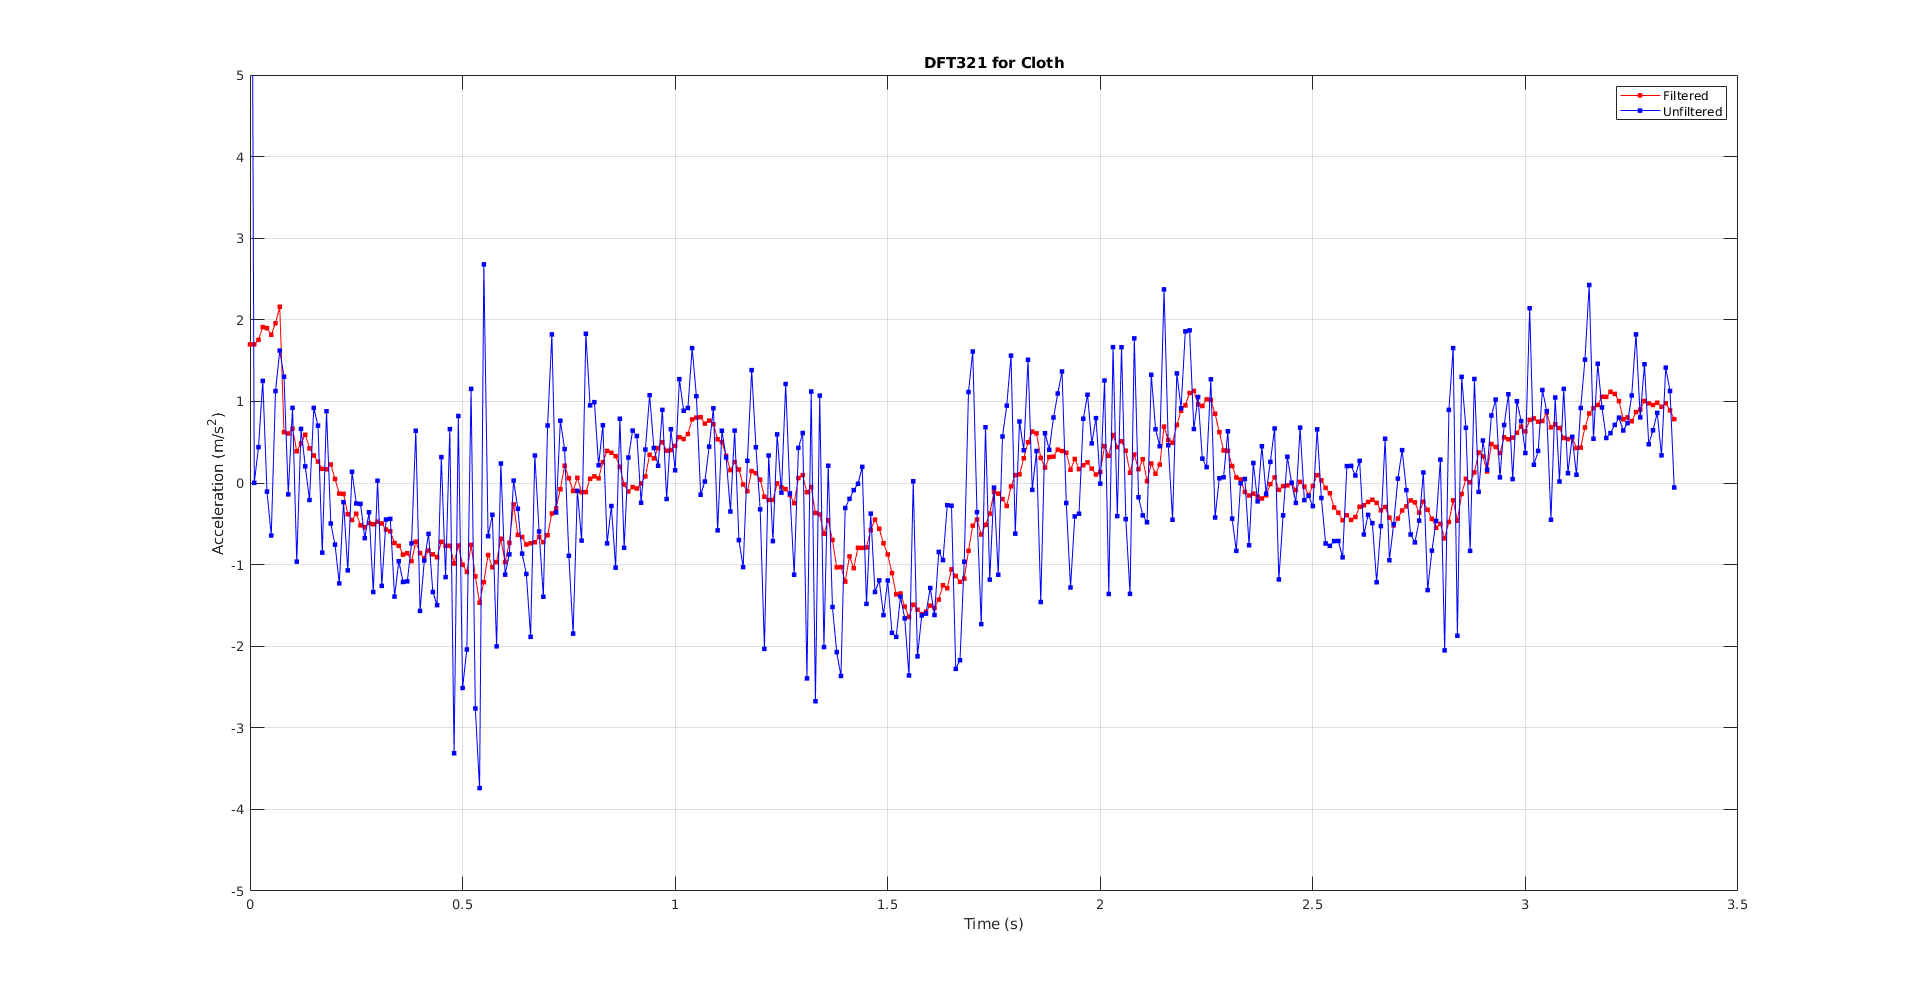 DFT321 for Cloth
Filtered
Unfiltered
Acceleration (m/s²)
5
4
3
2
1
0
-1
-2
-3
-4
-5
0 0.5 1 1.5 2 2.5 3 3.5
Time (s)